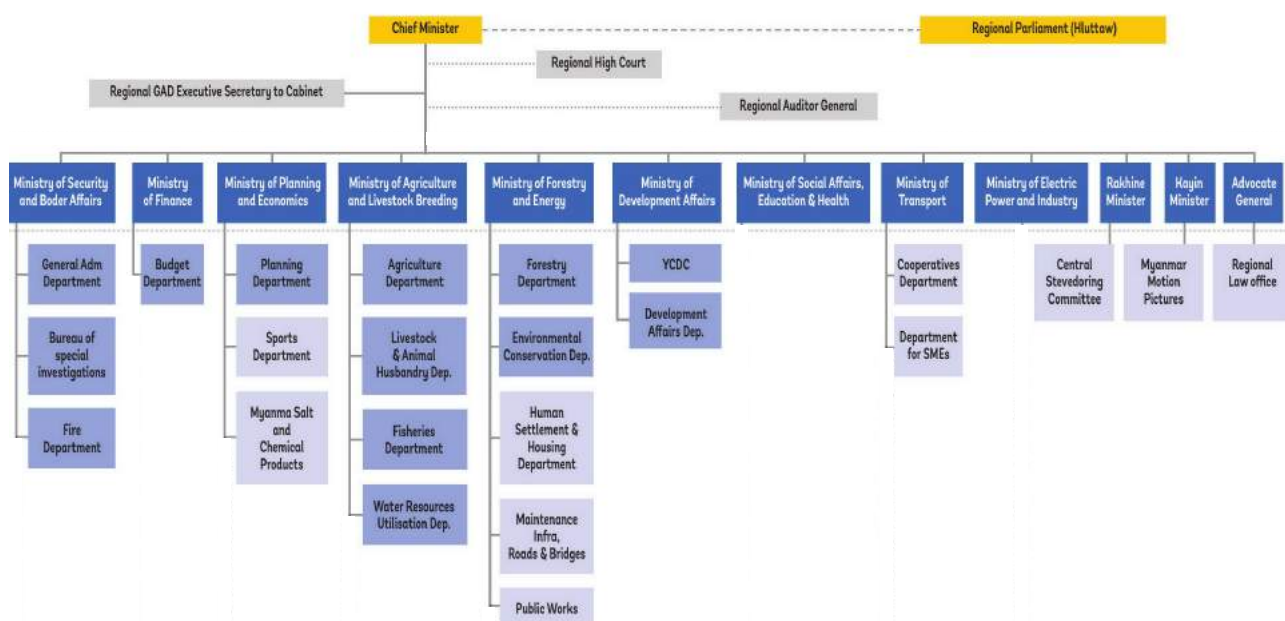 Chief Minister
Regional Parliament (Hluttaw)
Regional High Court
Regional GAD Executive Secretary to Cabinet
Regional Auditor General
Ministry of Security
and Boder Affairs
Ministry
of Finance
Ministry of Planning
and Economics
Ministry of Agriculture
and Livestock Breeding
Ministry of Forestry
and Energy
Ministry of
Development Affairs
Ministry of Social Affairs,
Education & Health
Ministry of
Transport
Ministry of Electric
Power and Industry
Rakhine
Minister
Kayin
Minister
Advocate
General
General Adm
Department
Bureau of
special
investigations
Fire
Department
Budget
Department
Planning
Department
Sports
Department
Myanma Salt
and
Chemical
Products
Agriculture
Department
Livestock
& Animal
Husbandry Dep.
Fisheries
Department
Water Resources
Utilisation Dep.
Forestry
Department
Environmental
Conservation Dep.
Human
Settlement &
Housing
Department
Maintenance
Infra,
Roads & Bridges
Public Works
YCDC
Development
Affairs Dep.
Cooperatives
Department
Department
for SMEs
Central
Stevedoring
Committee
Myanmar
Motion
Pictures
Regional
Law office